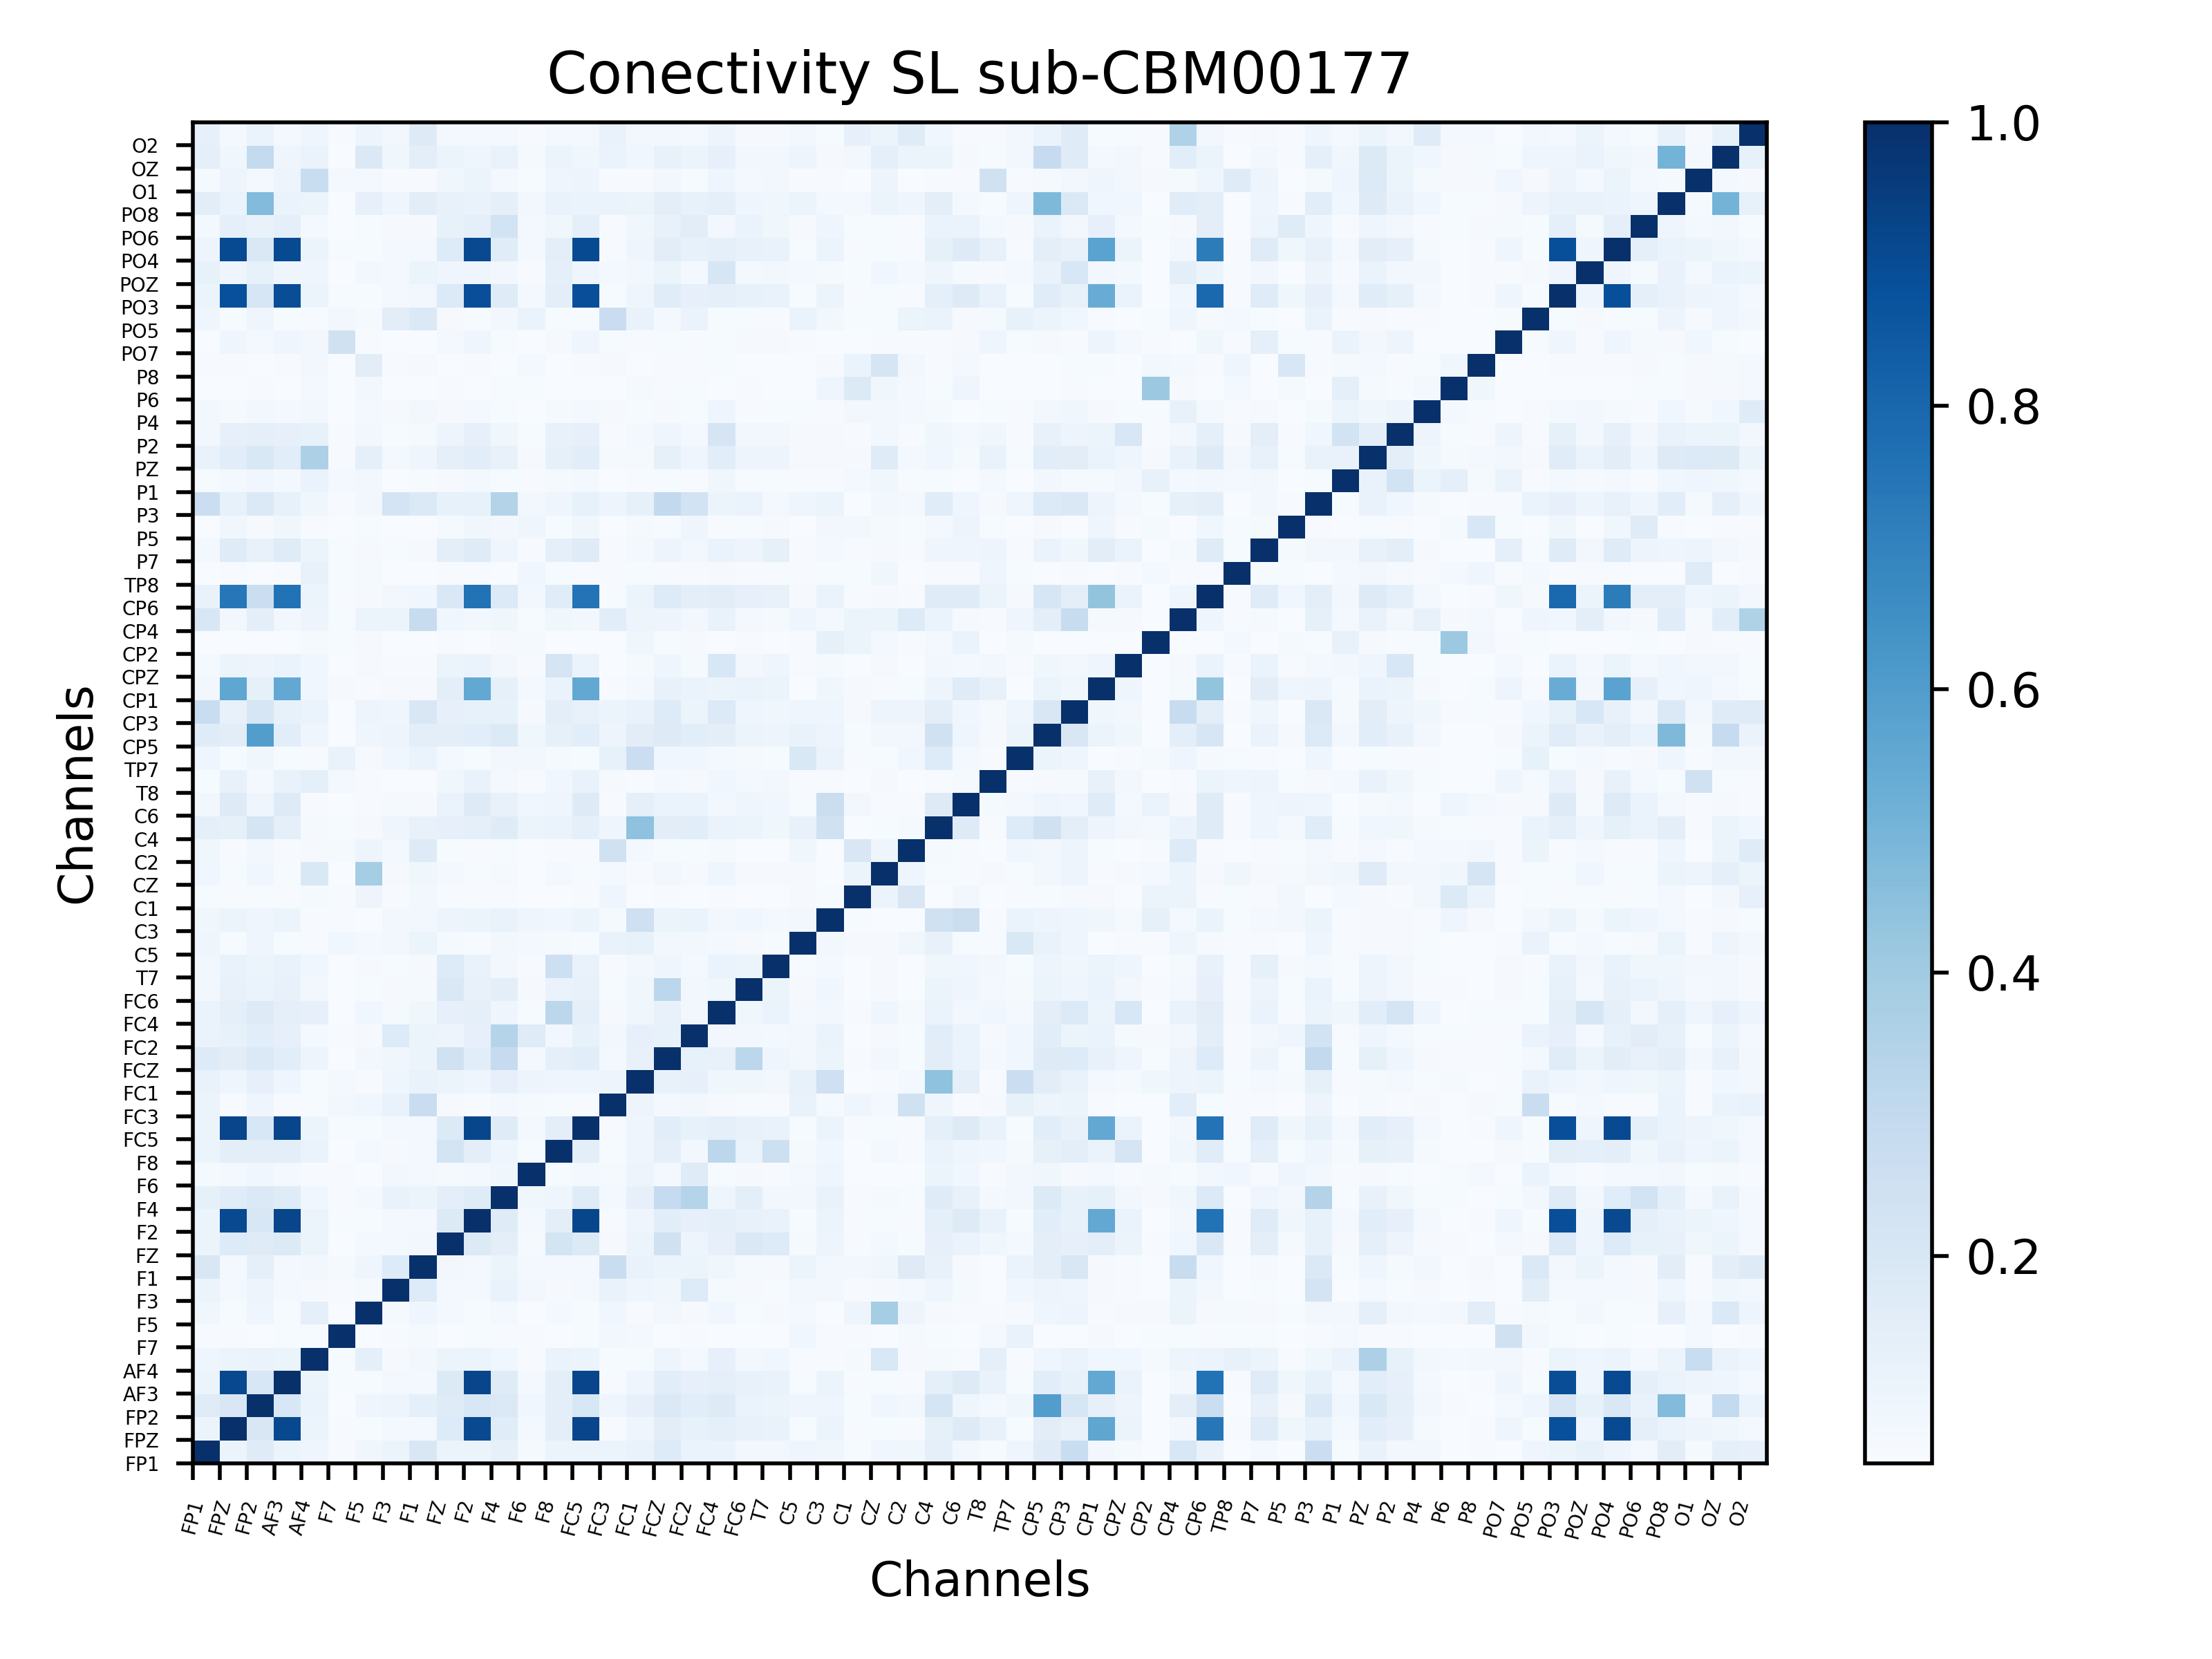 Conectivity SL sub-CBM00177
O2
OZ
O1
PO8
PO6
PO4
POZ
PO3
PO5
PO7
P8
P6
P4
P2
PZ
P1
P3
P5
P7
TP8
CP6
CP4
CP2
CPZ
CP1
CP3
CP5
TP7
T8
C6
C4
C2
CZ
C1
C3
C5
T7
FC6
FC4
FC2
FCZ
FC1
FC3
FC5
F8
F6
F4
F2
FZ
F1
F3
F5
F7
AF4
AF3
FP2
FPZ
FP1
Channels
FP1 FPZ FP2 AF3 AF4 F7 F5 F3 F1 FZ F2 F4 F6 F8 FC5 FC3 FC1 FCZ FC2 FC4 FC6 T7 C5 C3 C1 CZ C2 C4 C6 T8 TP7 CP5 CP3 CP1 CPZ CP2 CP4 CP6 TP8 P7 P5 P3 P1 PZ P2 P4 P6 P8 PO7 PO5 PO3 POZ PO4 PO6 PO8 O1 OZ O2
Channels
1.0
0.8
0.6
0.4
0.2